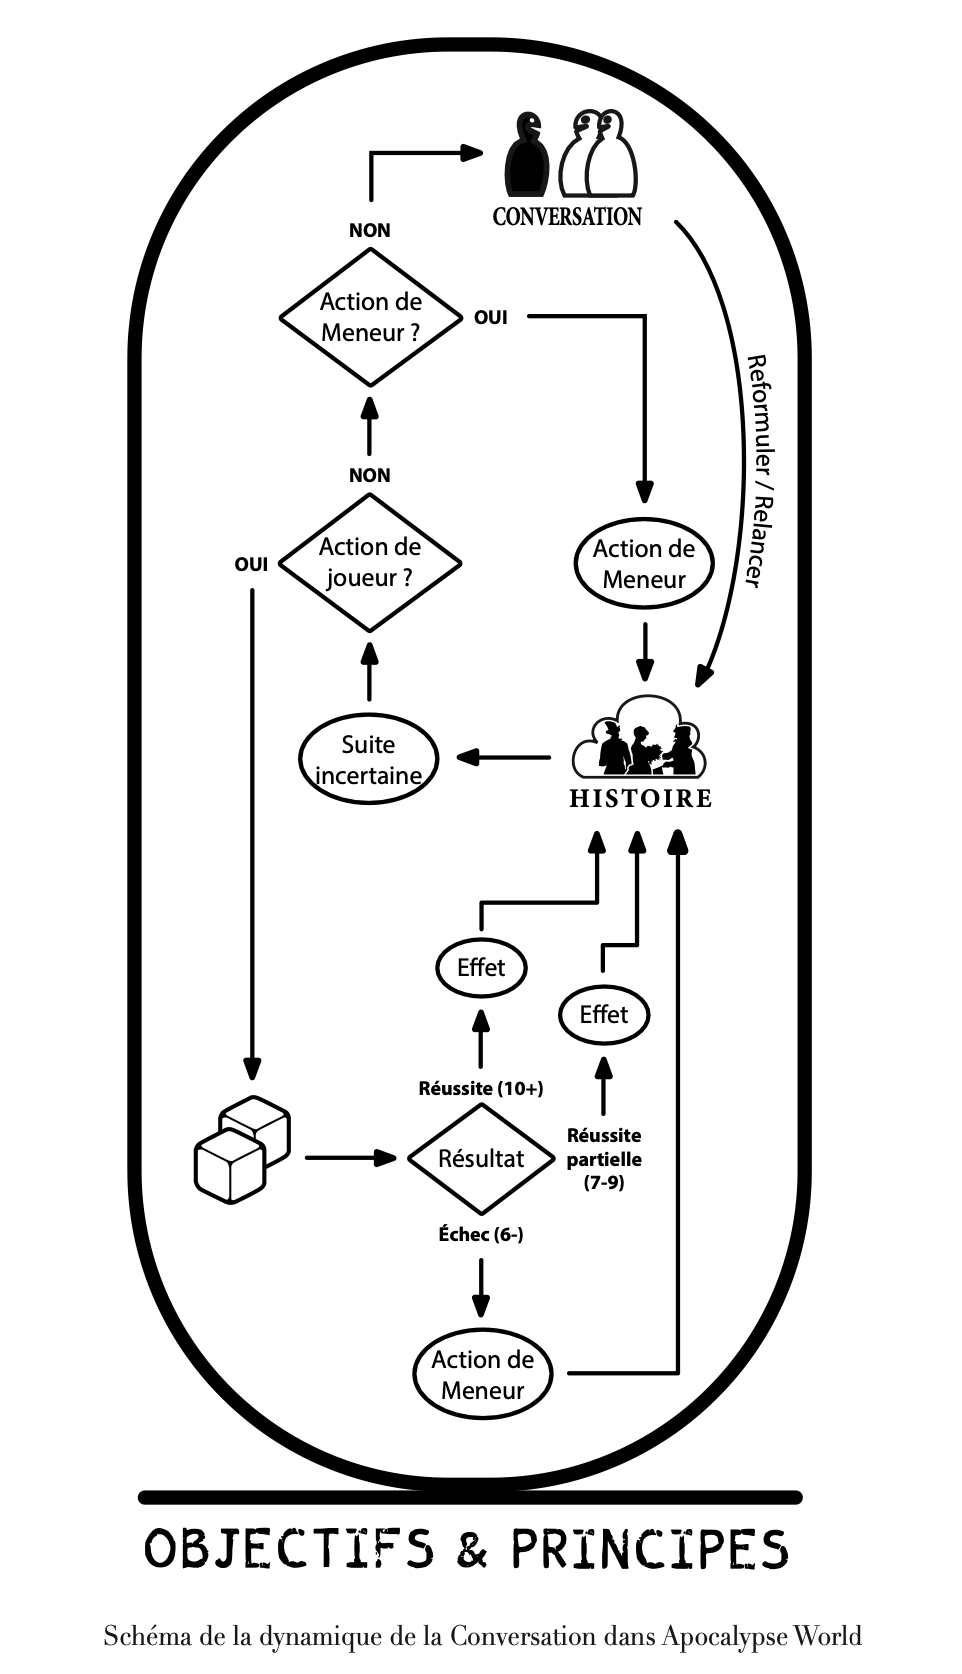 CONVERSATION
NON
Action de
Meneur ?
OUI
Reformuler / Relancer
NON
Action de
joueur ?
OUI
Action de
Meneur
Suite
incertaine
HISTOIRE
Effet
Effet
Réussite (10+)
Réussite
partielle
(7-9)
Résultat
Échec (6-)
Action de
Meneur
OBJECTIFS & PRINCIPES
Schéma de la dynamique de la Conversation dans Apocalypse World